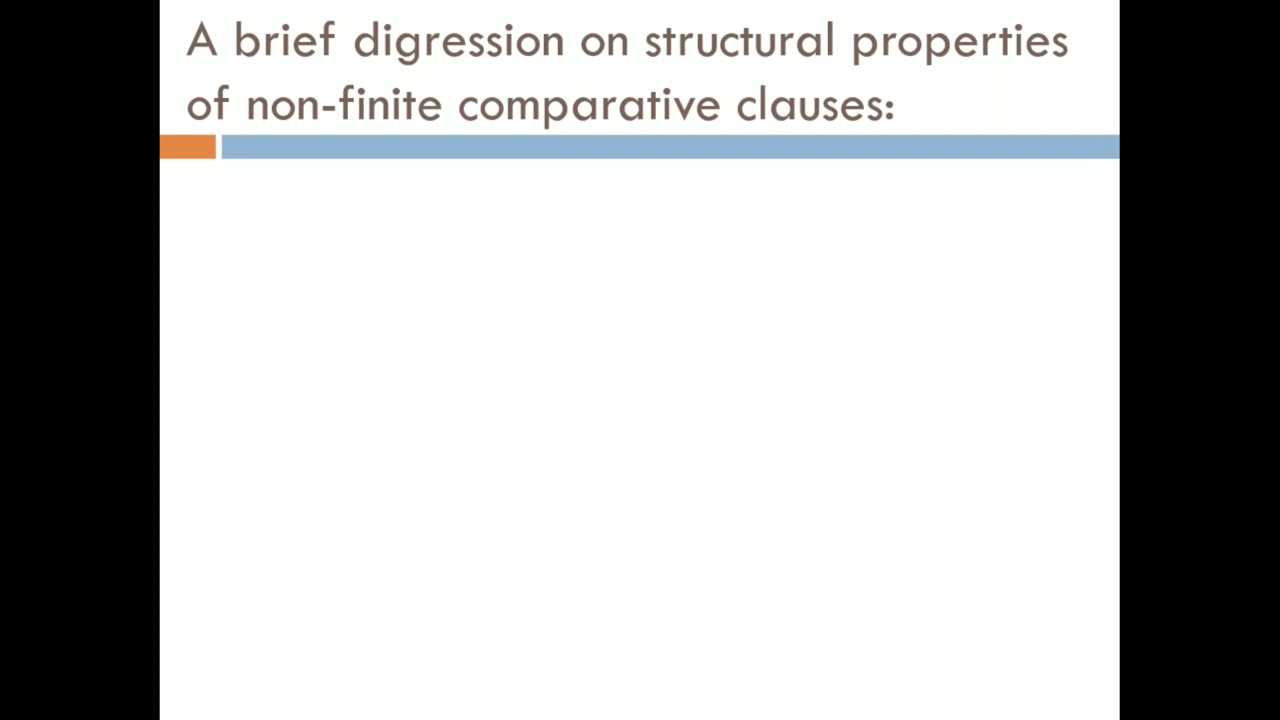 A brief digression on structural properties
of non-finite comparative clauses: